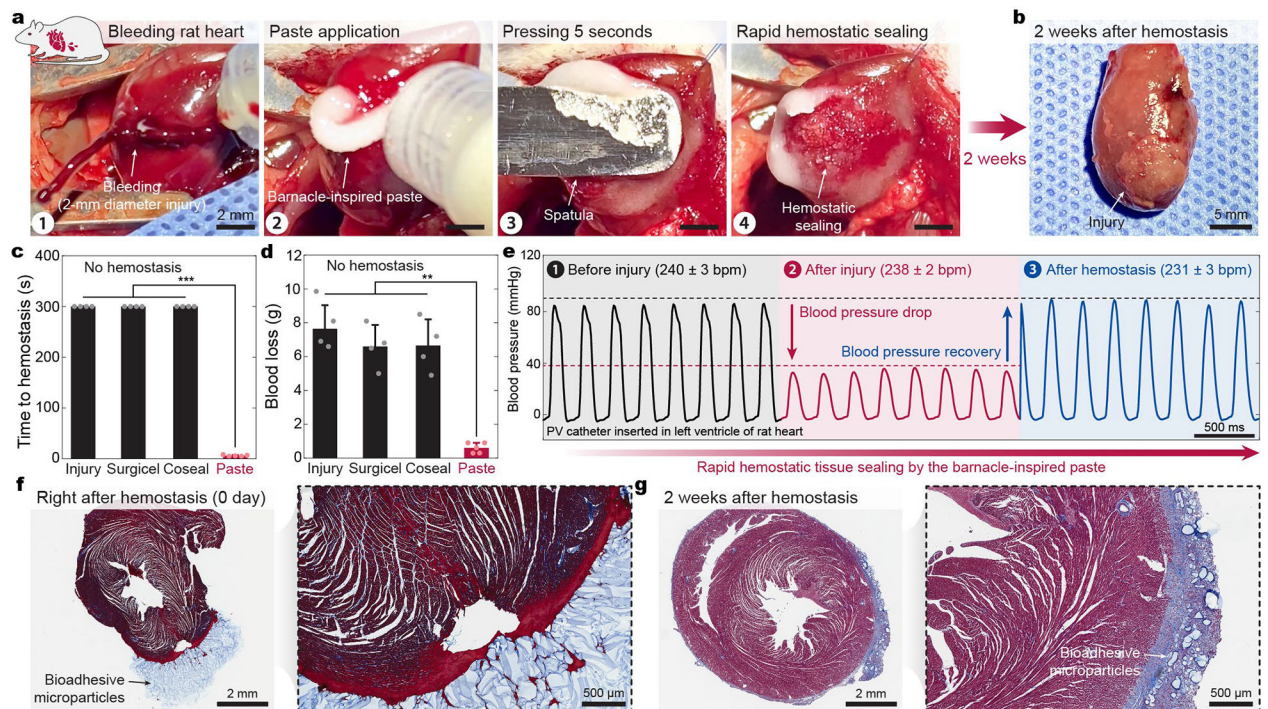 a
Bleeding rat heart
Bleeding
(2-mm diameter injury)
1
2 mm
Paste application
Barnacle-inspired paste
2
Pressing 5 seconds
Spatula
3
Rapid hemostatic sealing
Hemostatic
sealing
4
2 weeks
b
2 weeks after hemostasis
Injury
5 mm
c
Time to hemostasis (s)
400
300
200
100
0
No hemostasis
***
Injury
Surgicel
Coseal
Paste
d
Blood loss (g)
12
10
8
6
4
2
0
No hemostasis
**
Injury
Surgicel
Coseal
Paste
e
Blood pressure (mmHg)
120
80
40
0
1 Before injury (240 ± 3 bpm)
2 After injury (238 ± 2 bpm)
3 After hemostasis (231 ± 3 bpm)
Blood pressure drop
Blood pressure recovery
PV catheter inserted in left ventricle of rat heart
500 ms
Rapid hemostatic tissue sealing by the barnacle-inspired paste
f
Right after hemostasis (0 day)
Bioadhesive
microparticles
2 mm
500 µm
g
2 weeks after hemostasis
2 mm
Bioadhesive
microparticles
500 µm